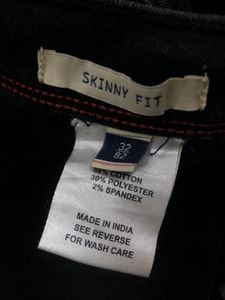 SKINNY FIT
32
82
68% COTTON
30% POLYESTER
2% SPANDEX
MADE IN INDIA
SEE REVERSE
FOR WASH CARE